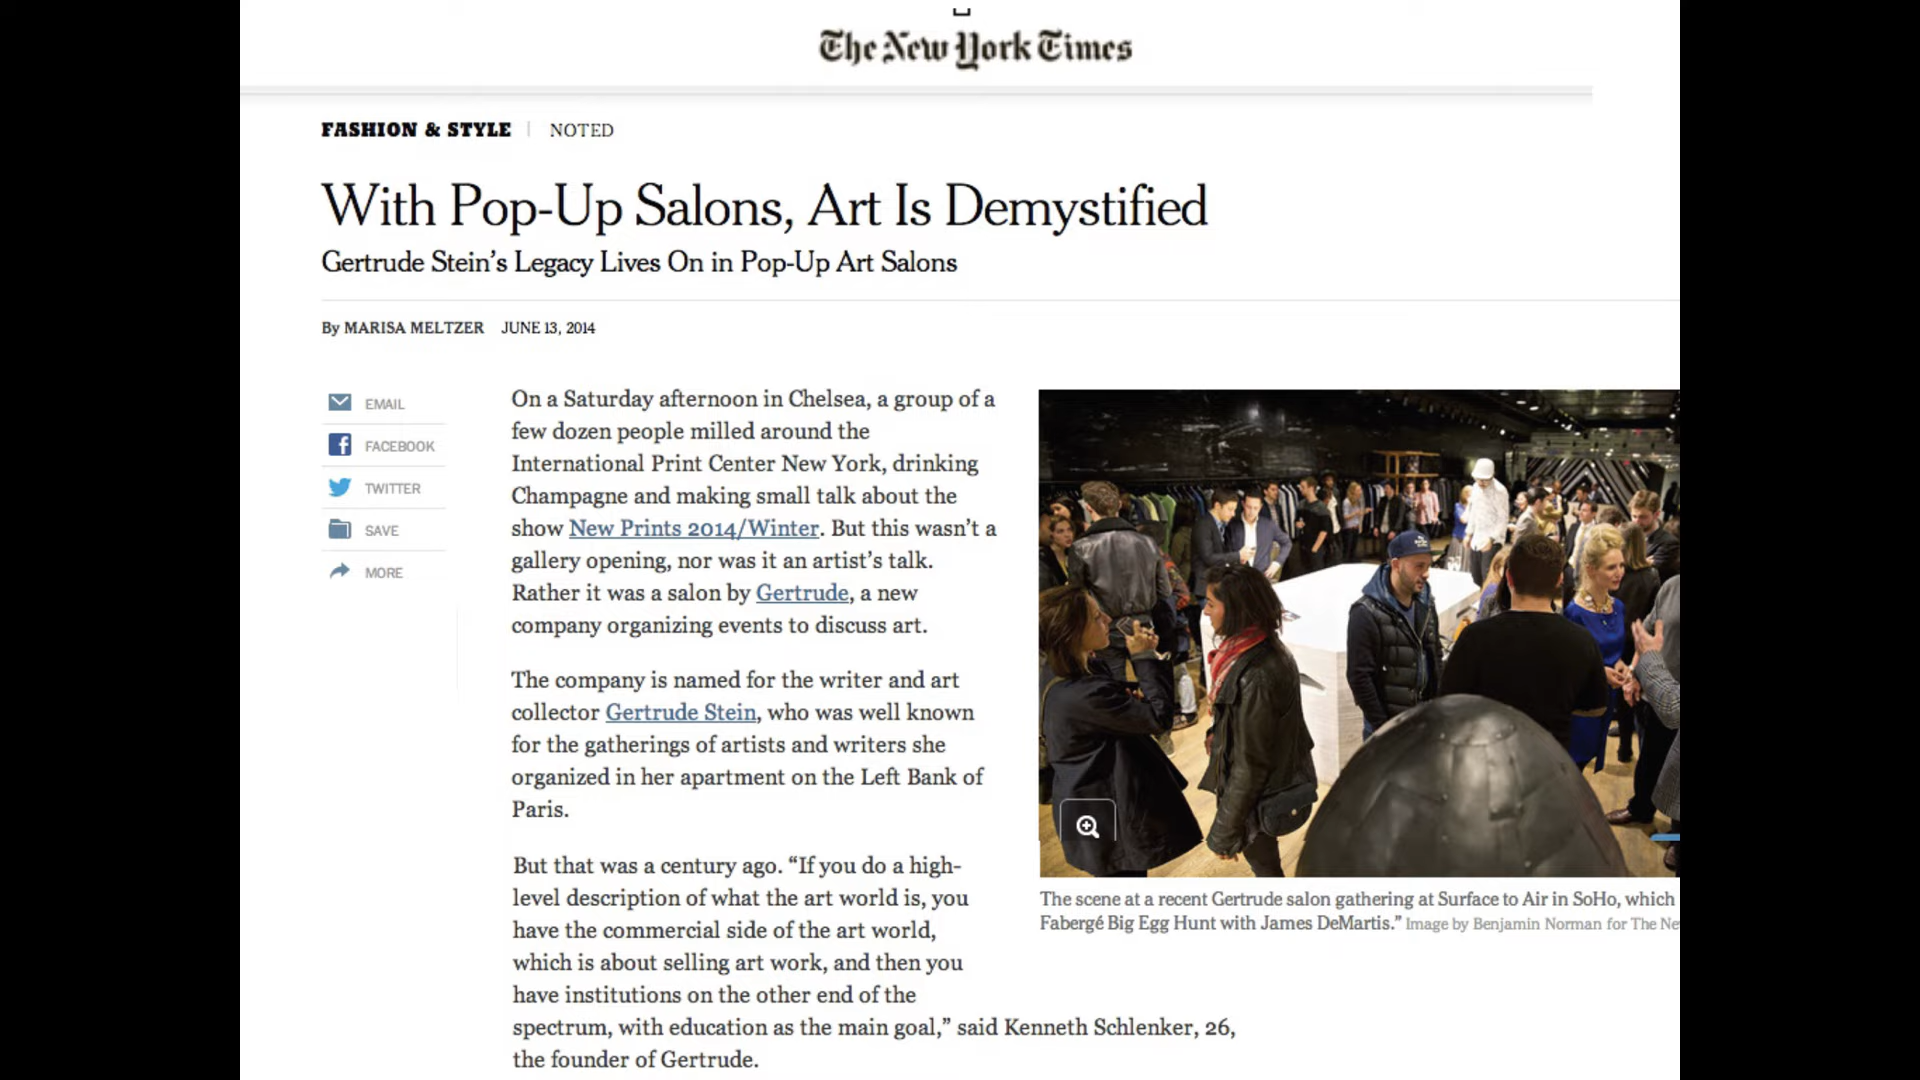 The New York Times
FASHION & STYLE | NOTED
With Pop-Up Salons, Art Is Demystified
Gertrude Stein’s Legacy Lives On in Pop-Up Art Salons
By MARISA MELTZER JUNE 13, 2014
EMAIL
FACEBOOK
TWITTER
SAVE
MORE
On a Saturday afternoon in Chelsea, a group of a
few dozen people milled around the
International Print Center New York, drinking
Champagne and making small talk about the
show New Prints 2014/Winter. But this wasn’t a
gallery opening, nor was it an artist’s talk.
Rather it was a salon by Gertrude, a new
company organizing events to discuss art.
The company is named for the writer and art
collector Gertrude Stein, who was well known
for the gatherings of artists and writers she
organized in her apartment on the Left Bank of
Paris.
But that was a century ago. “If you do a high-
level description of what the art world is, you
have the commercial side of the art world,
which is about selling art work, and then you
have institutions on the other end of the
spectrum, with education as the main goal,” said Kenneth Schlenker, 26,
the founder of Gertrude.
The scene at a recent Gertrude salon gathering at Surface to Air in SoHo, which
Fabergé Big Egg Hunt with James DeMartis.” Image by Benjamin Norman for The Ne